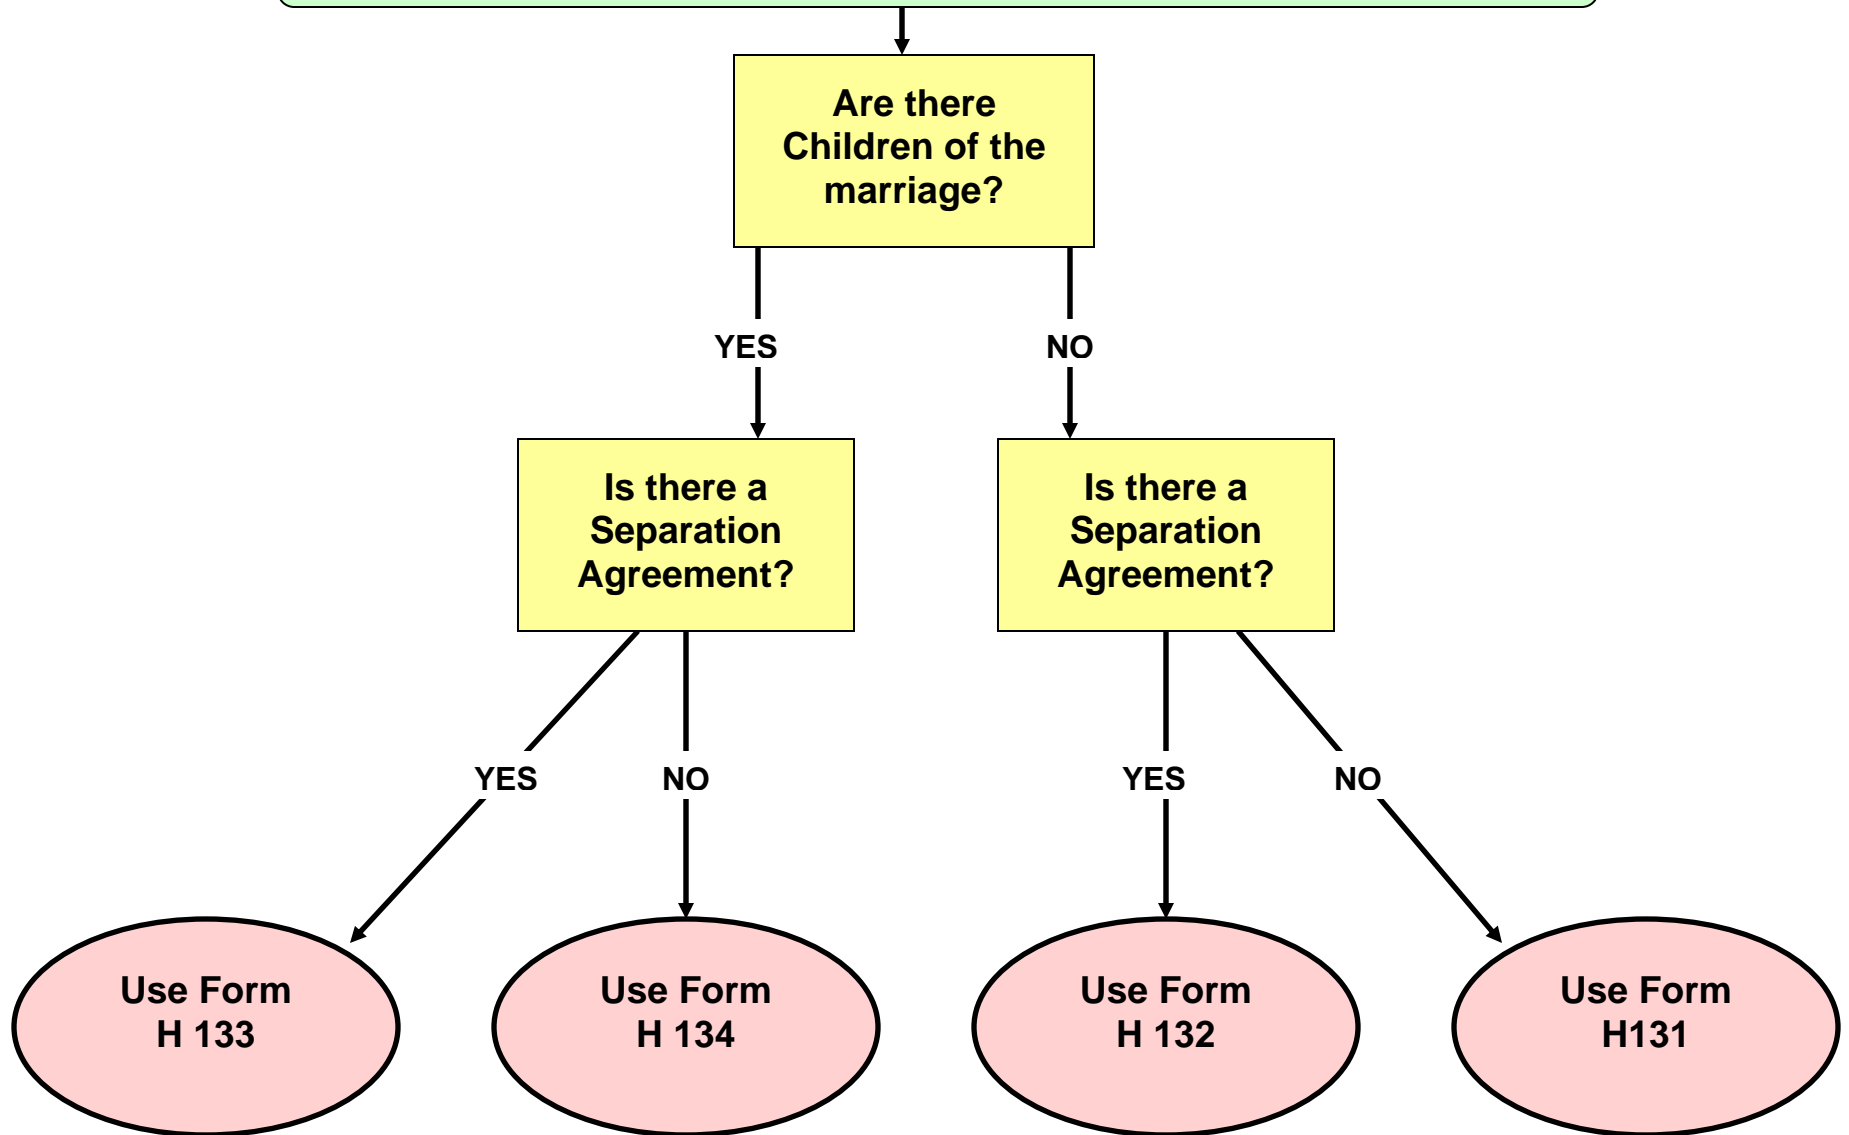 Are there
Children of the
marriage?
YES
NO
Is there a
Separation
Agreement?
Is there a
Separation
Agreement?
YES
NO
YES
NO
Use Form
H 133
Use Form
H 134
Use Form
H 132
Use Form
H131